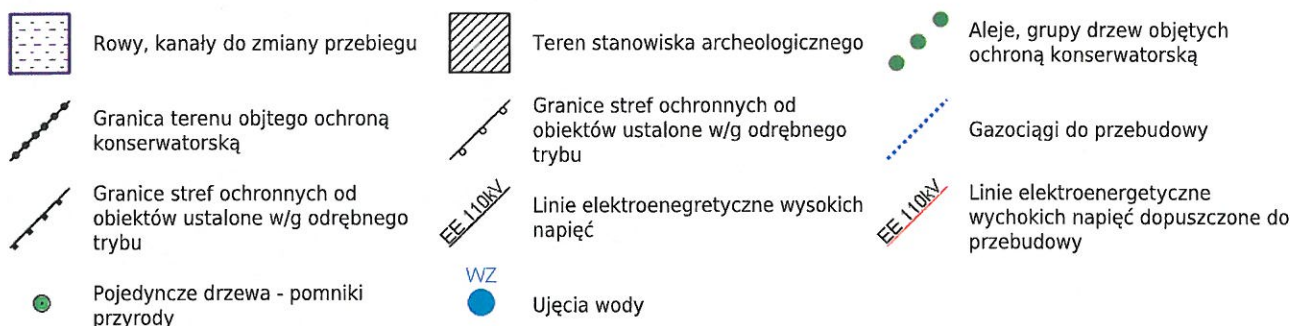 Rowy, kanały do zmiany przebiegu
Teren stanowiska archeologicznego
Aleje, grupy drzew objętych
ochroną konserwatorską
Granica terenu objtego ochroną
konserwatorską
Granice stref ochronnych od
obiektów ustalone w/g odrębnego
trybu
Gazociągi do przebudowy
Granice stref ochronnych od
obiektów ustalone w/g odrębnego
trybu
EE 110kV
Linie elektroenegretyczne wysokich
napięć
EE 110kV
Linie elektroenergetyczne
wychokich napięć dopuszczone do
przebudowy
Pojedyncze drzewa - pomniki
przyrody
WZ
Ujęcia wody